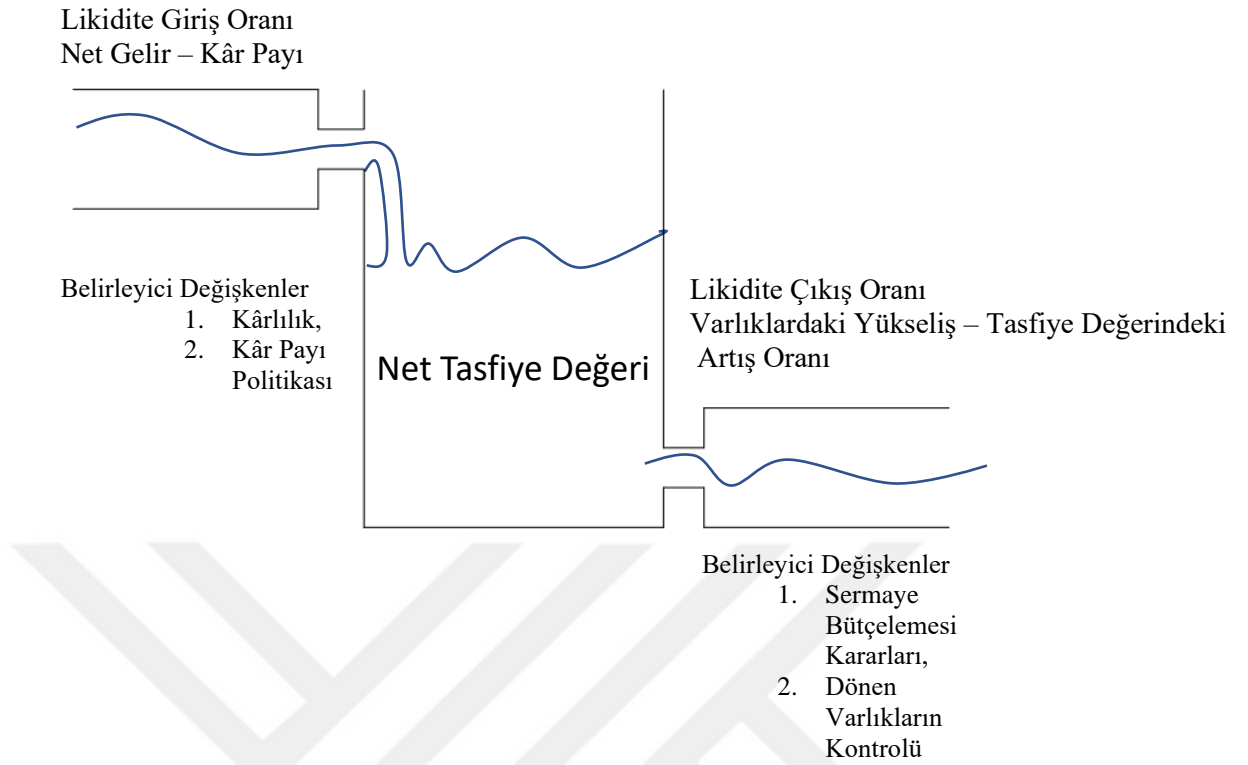 Likidite Giriş Oranı
Net Gelir – Kâr Payı
Belirleyici Değişkenler
1. Kârlılık,
2. Kâr Payı
Politikası
Net Tasfiye Değeri
Likidite Çıkış Oranı
Varlıklardaki Yükseliş – Tasfiye Değerindeki
Artış Oranı
Belirleyici Değişkenler
1. Sermaye
Bütçelemesi
Kararları,
2. Dönen
Varlıkların
Kontrolü